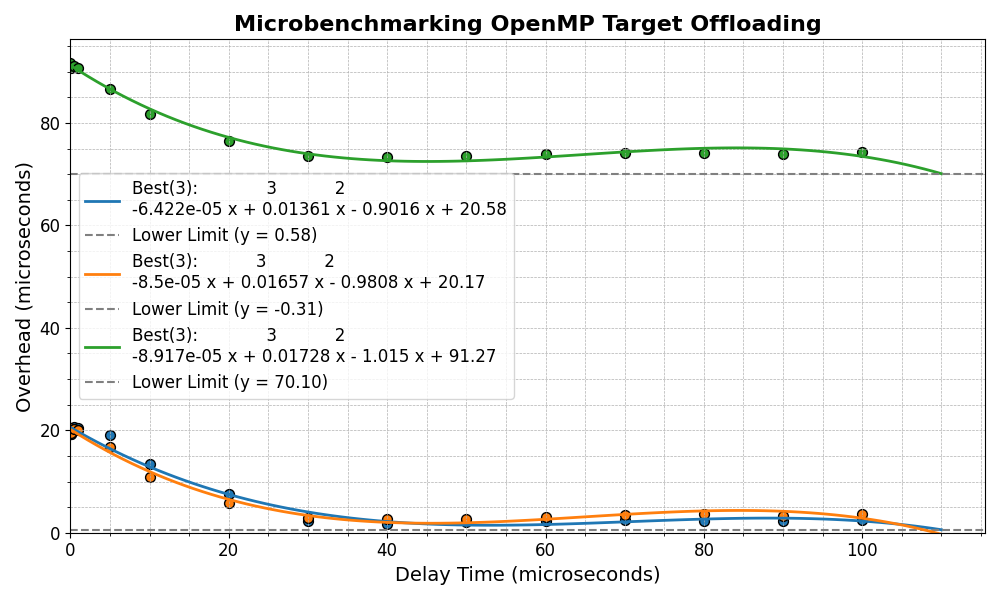 Microbenchmarking OpenMP Target Offloading
Overhead (microseconds)
80
60
40
20
0
Best(3): 3 2
-6.422e-05 x + 0.01361 x - 0.9016 x + 20.58
Lower Limit (y = 0.58)
Best(3): 3 2
-8.5e-05 x + 0.01657 x - 0.9808 x + 20.17
Lower Limit (y = -0.31)
Best(3): 3 2
-8.917e-05 x + 0.01728 x - 1.015 x + 91.27
Lower Limit (y = 70.10)
0 20 40 60 80 100
Delay Time (microseconds)